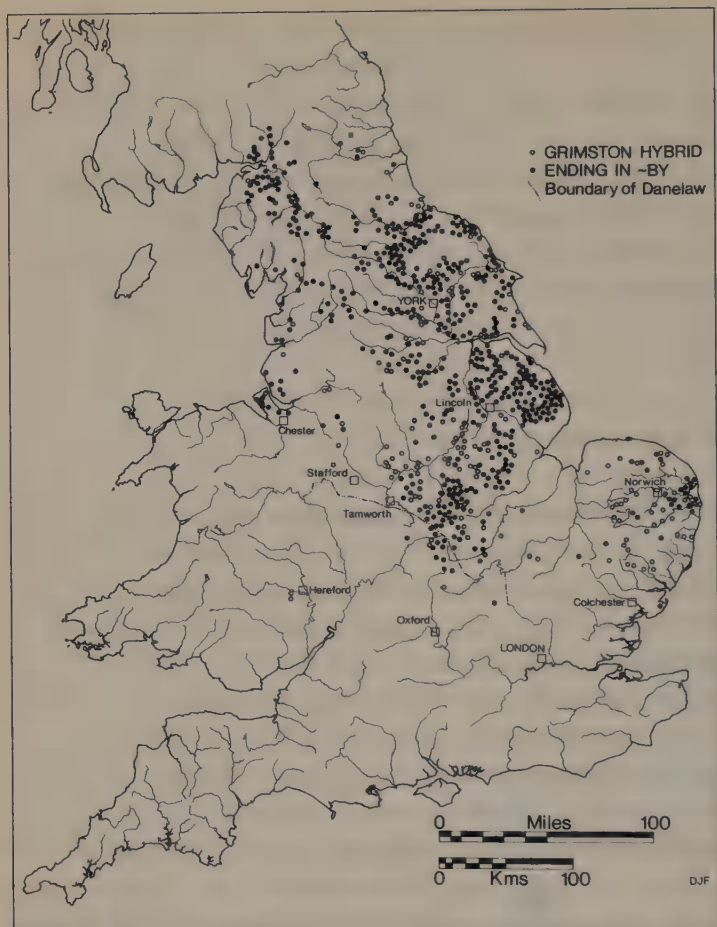 GRIMSTON HYBRID
ENDING IN ~BY
Boundary of Danelaw
YORK
Lincoln
Chester
Stafford
Norwich
Tamworth
Hereford
Colchester
Oxford
LONDON
0 Miles 100
0 Kms 100
DJF